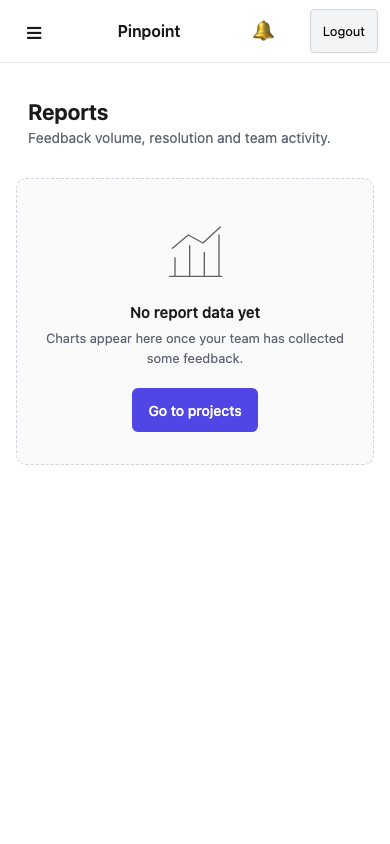 Pinpoint
Logout
Reports
Feedback volume, resolution and team activity.
No report data yet
Charts appear here once your team has collected
some feedback.
Go to projects